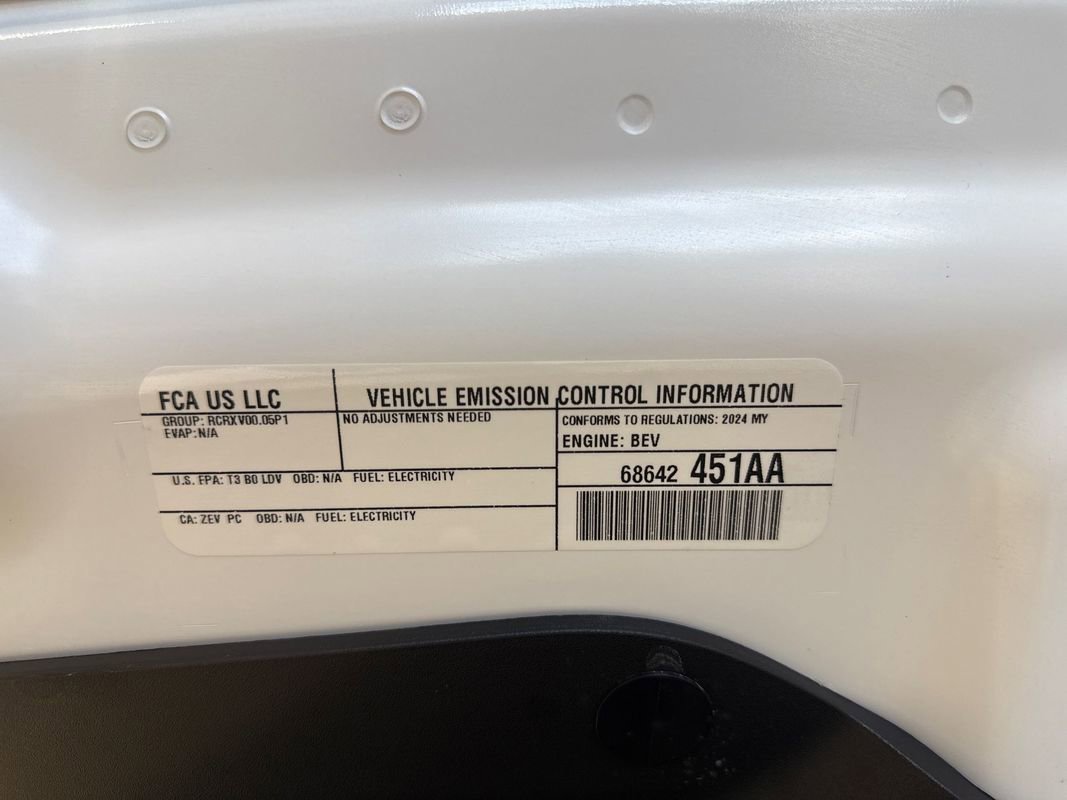 FCA US LLC
VEHICLE EMISSION CONTROL INFORMATION
GROUP: RCRXV00.05P1
EVAP: N/A
NO ADJUSTMENTS NEEDED
CONFORMS TO REGULATIONS: 2024 MY
ENGINE: BEV
U.S. EPA: T3 B0 LDV OBD: N/A FUEL: ELECTRICITY
68642 451AA
CA: ZEV PC OBD: N/A FUEL: ELECTRICITY